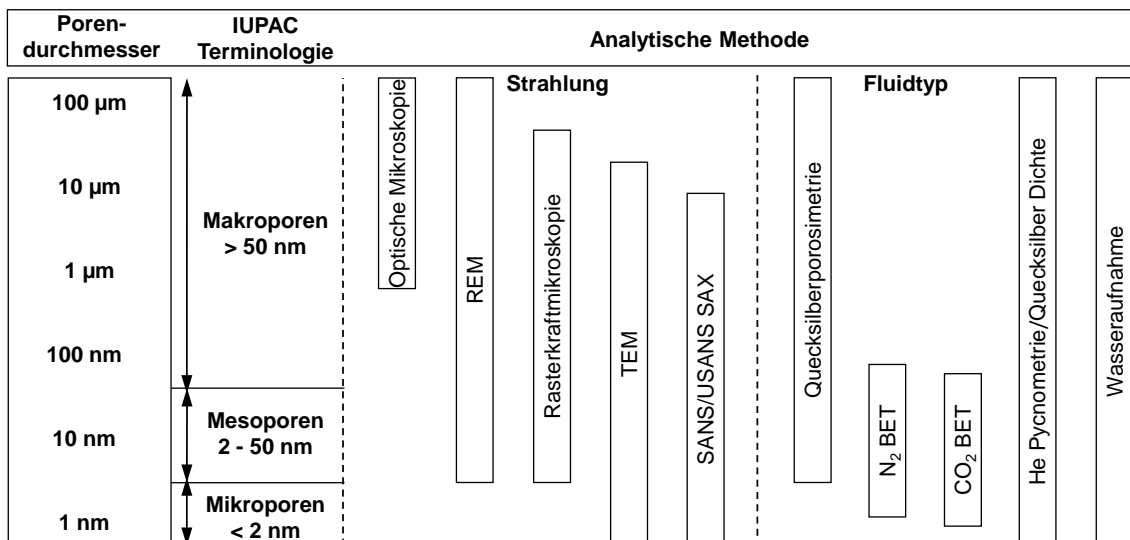 Poren-
durchmesser
IUPAC
Terminologie
Analytische Methode
Strahlung
Fluidtyp
100 µm
10 µm
1 µm
100 nm
10 nm
1 nm
Makroporen
> 50 nm
Mesoporen
2 - 50 nm
Mikroporen
< 2 nm
Optische Mikroskopie
REM
Rasterkraftmikroskopie
TEM
SANS/USANS SAX
Quecksilberporosimetrie
N₂ BET
CO₂ BET
He Pycnometrie/Quecksilber Dichte
Wasseraufnahme